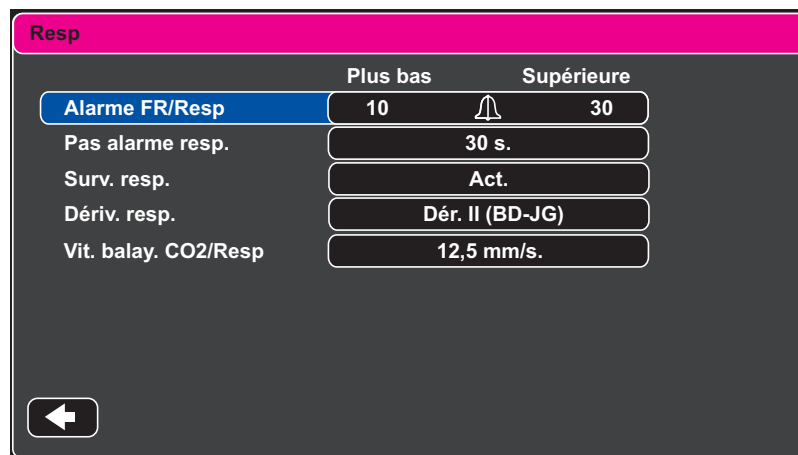 Resp
Plus bas Supérieure
Alarme FR/Resp 10 30
Pas alarme resp. 30 s.
Surv. resp. Act.
Dériv. resp. Dér. II (BD-JG)
Vit. balay. CO2/Resp 12,5 mm/s.